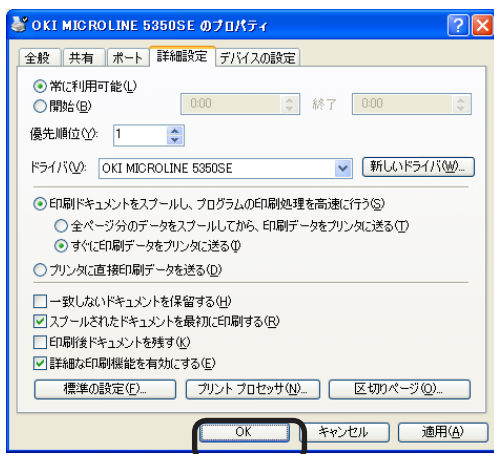 OKI MICROLINE 5350SE のプロパティ
全般 共有 ポート 詳細設定 デバイスの設定
常に利用可能(L)
開始(B) 0:00 終了 0:00
優先順位(Y): 1
ドライバ(V): OKI MICROLINE 5350SE 新しいドライバ(W)...
印刷ドキュメントをスプールし、プログラムの印刷処理を高速に行う(S)
全ページ分のデータをスプールしてから、印刷データをプリンタに送る(T)
すぐに印刷データをプリンタに送る(I)
プリンタに直接印刷データを送る(D)
一致しないドキュメントを保留する(H)
スプールされたドキュメントを最初に印刷する(R)
印刷後ドキュメントを残す(K)
詳細な印刷機能を有効にする(E)
標準の設定(F)... プリント プロセッサ(N)... 区切りページ(O)...
OK キャンセル 適用(A)